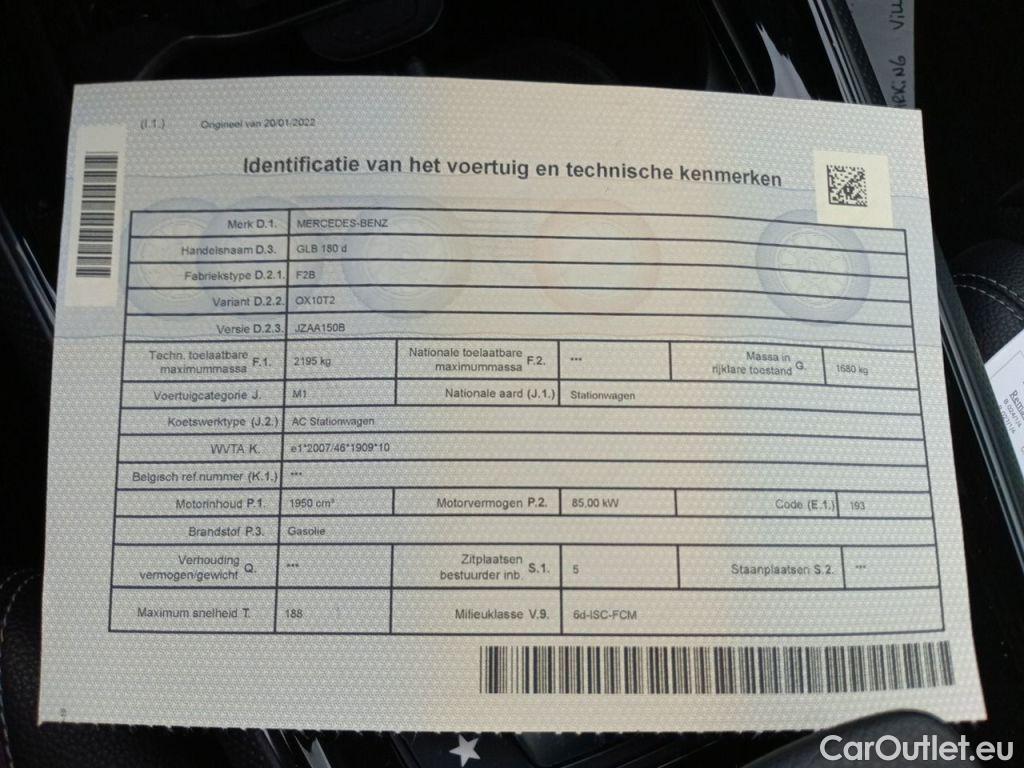 (I.1.) Origineel van 20/01/2022
Identificatie van het voertuig en technische kenmerken
Merk D.1. MERCEDES-BENZ
Handelsnaam D.3. GLB 180 d
Fabriekstype D.2.1. F2B
Variant D.2.2. OX10T2
Versie D.2.3. JZAA150B
Techn. toelaatbare maximummassa F.1. 2195 kg Nationale toelaatbare maximummassa F.2. *** Massa in rijklare toestand G. 1680 kg
Voertuigcategorie J. M1 Nationale aard (J.1.) Stationwagen
Koetswerktype (J.2.) AC Stationwagen
WVTA K. e1*2007/46*1909*10
Belgisch ref.nummer (K.1.) ***
Motorinhoud P.1. 1950 cm³ Motorvermogen P.2. 85,00 kW Code (E.1.) 193
Brandstof P.3. Gasolie
Verhouding vermogen/gewicht Q. *** Zitplaatsen bestuurder inb. S.1. 5 Staanplaatsen S.2. ***
Maximum snelheid T. 188 Milieuklasse V.9. 6d-ISC-FCM
CarOutlet.eu